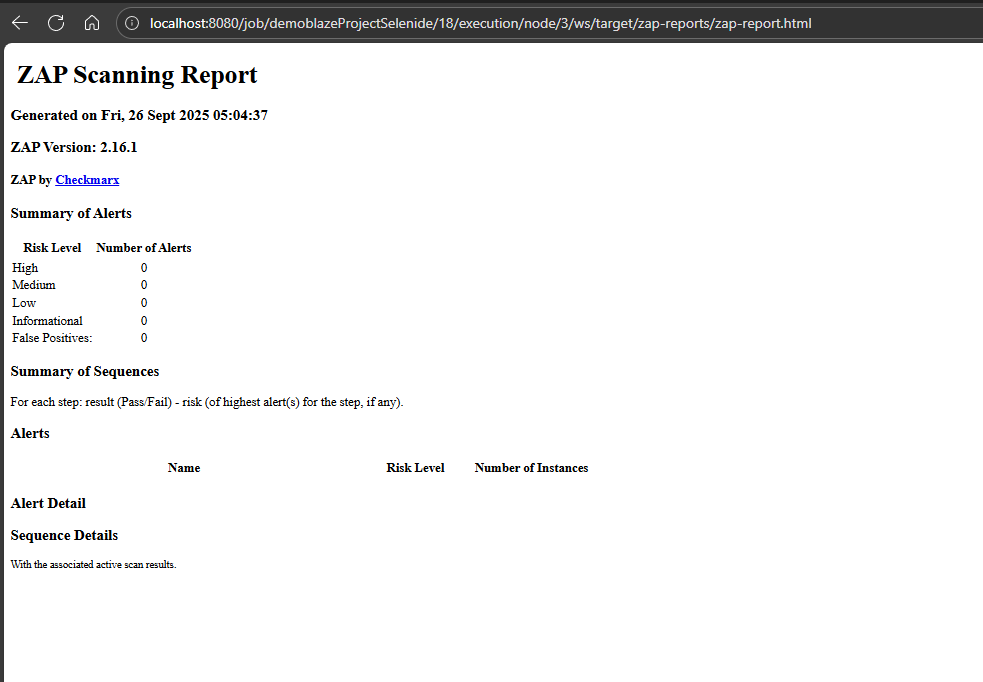 localhost:8080/job/demoblazeProjectSelenide/18/execution/node/3/ws/target/zap-reports/zap-report.html
ZAP Scanning Report
Generated on Fri, 26 Sept 2025 05:04:37
ZAP Version: 2.16.1
ZAP by Checkmarx
Summary of Alerts
Risk Level Number of Alerts
High 0
Medium 0
Low 0
Informational 0
False Positives: 0
Summary of Sequences
For each step: result (Pass/Fail) - risk (of highest alert(s) for the step, if any).
Alerts
Name Risk Level Number of Instances
Alert Detail
Sequence Details
With the associated active scan results.